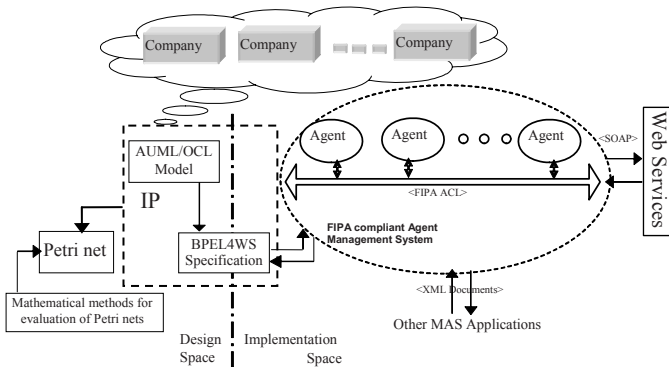 Company
Company
Company
Agent
Agent
Agent
<SOAP>
Web Services
AUML/OCL
Model
IP
<FIPA ACL>
FIPA compliant Agent
Management System
BPEL4WS
Specification
Petri net
Mathematical methods for
evaluation of Petri nets
<XML Documents>
Other MAS Applications
Design
Space
Implementation
Space